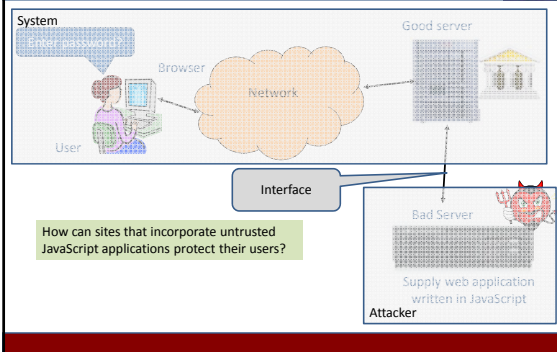 System
Enter password?
Good server
Browser
Network
User
Interface
How can sites that incorporate untrusted
JavaScript applications protect their users?
Bad Server
Supply web application
written in JavaScript
Attacker